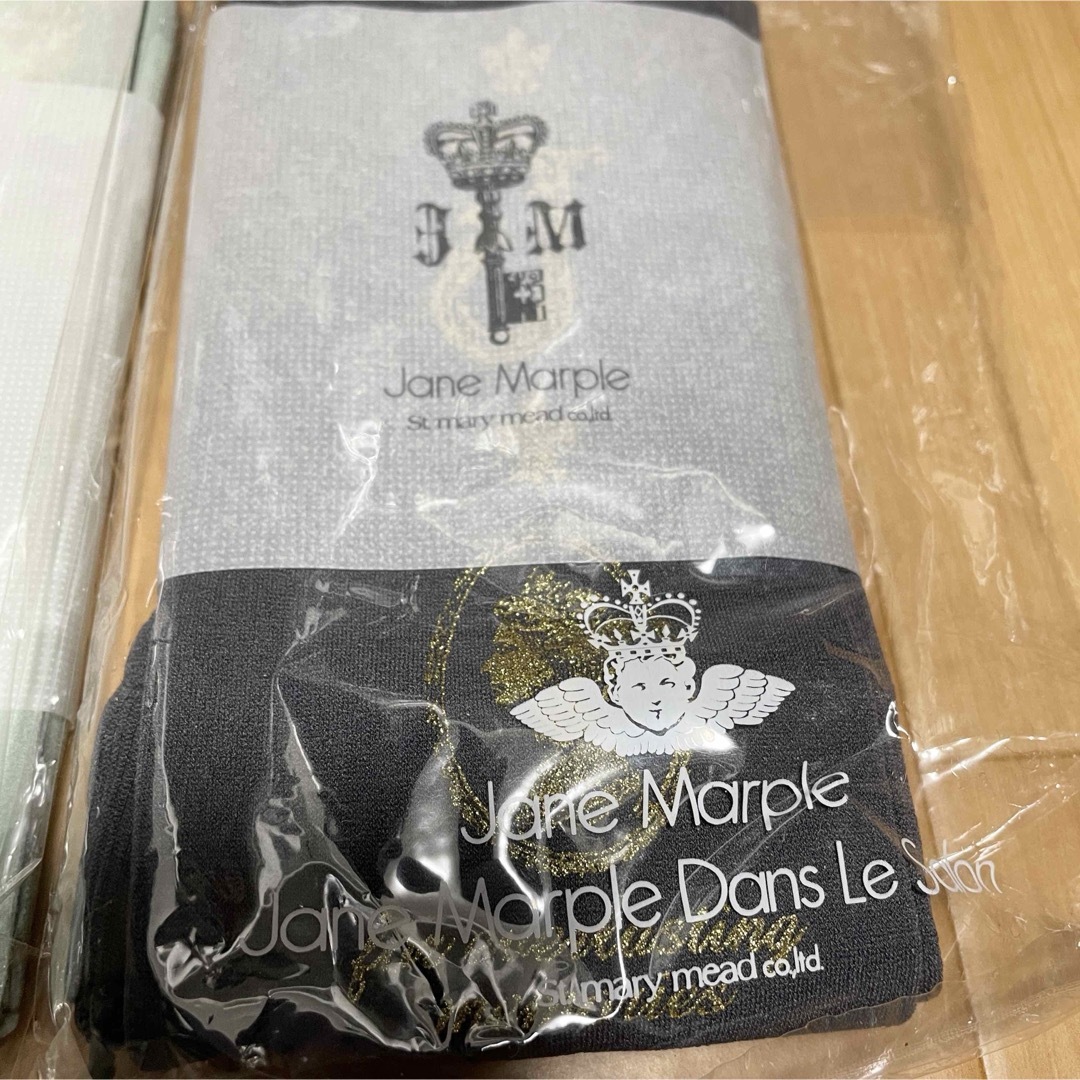 J M
Jane Marple
St. mary mead co.,ltd.
Jane Marple
Jane Marple Dans Le Salon
St. mary mead co.,ltd.